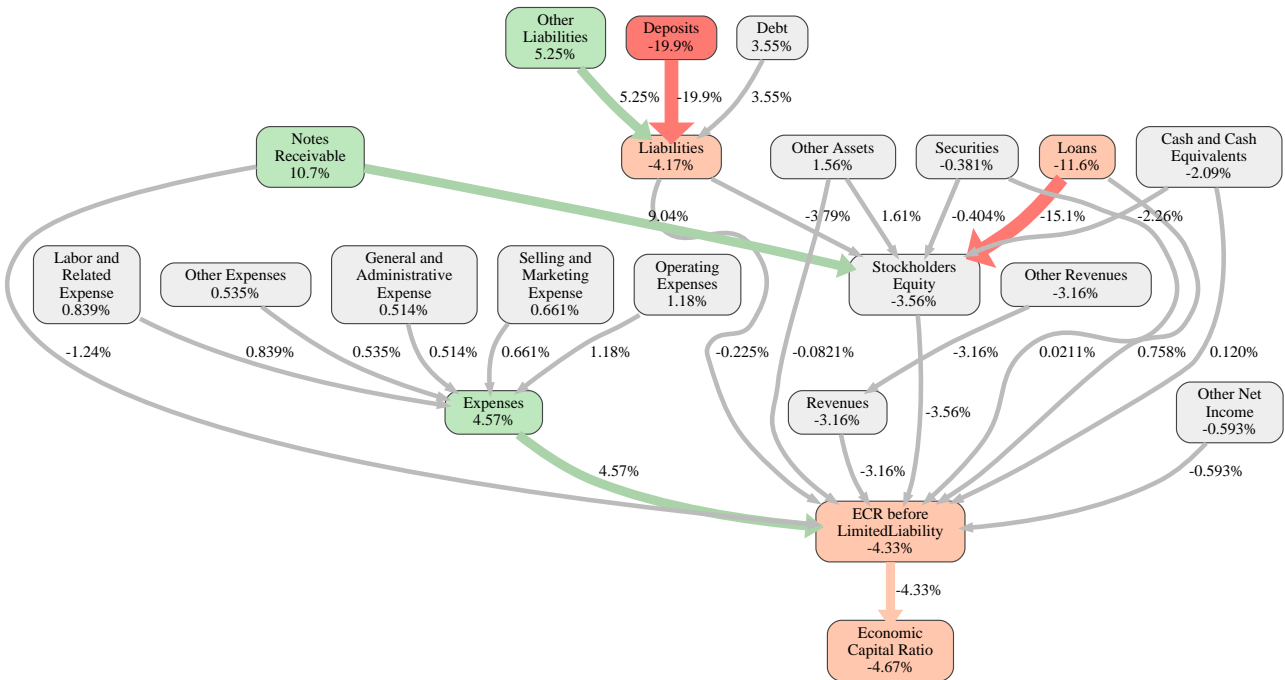 Other
Liabilities
5.25%
Deposits
-19.9%
Debt
3.55%
5.25%
-19.9%
3.55%
Notes
Receivable
10.7%
Liabilities
-4.17%
Other Assets
1.56%
Securities
-0.381%
Loans
-11.6%
Cash and Cash
Equivalents
-2.09%
9.04%
-3.79%
1.61%
-0.404%
-15.1%
-2.26%
Labor and
Related
Expense
0.839%
Other Expenses
0.535%
General and
Administrative
Expense
0.514%
Selling and
Marketing
Expense
0.661%
Operating
Expenses
1.18%
Stockholders
Equity
-3.56%
Other Revenues
-3.16%
-1.24%
0.839%
0.535%
0.514%
0.661%
1.18%
-0.225%
-0.0821%
-3.16%
0.0211%
0.758%
0.120%
Expenses
4.57%
Revenues
-3.16%
-3.56%
Other Net
Income
-0.593%
4.57%
-3.16%
-0.593%
ECR before
LimitedLiability
-4.33%
-4.33%
Economic
Capital Ratio
-4.67%